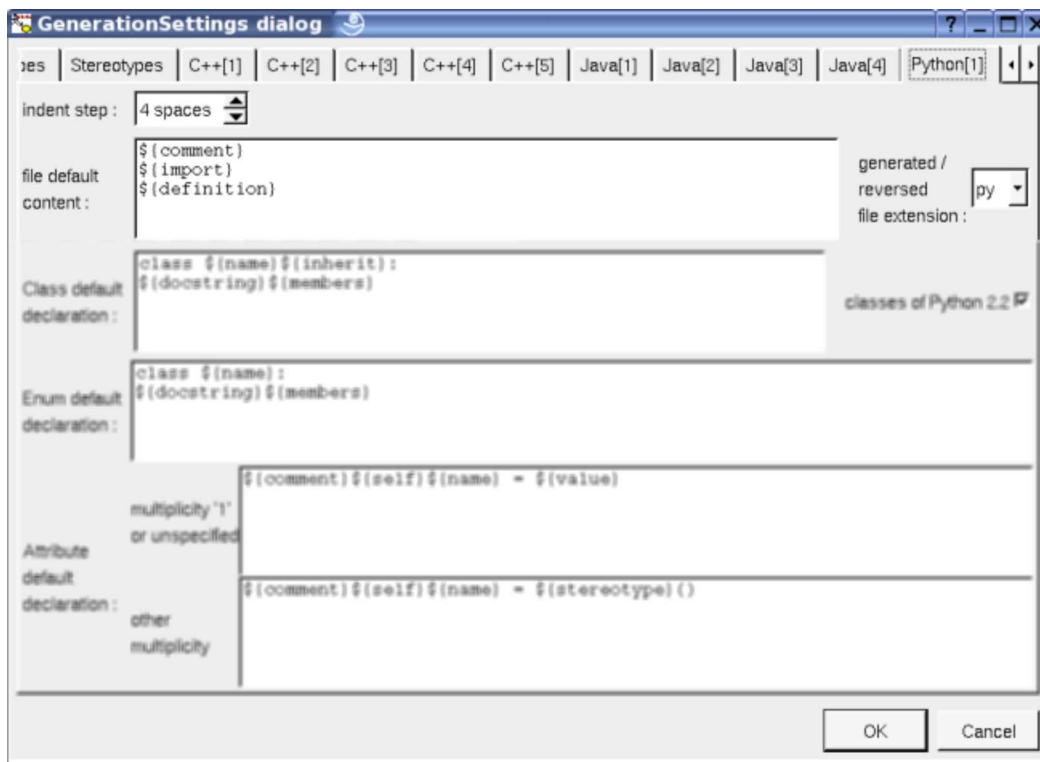 GenerationSettings dialog
pes Stereotypes C++[1] C++[2] C++[3] C++[4] C++[5] Java[1] Java[2] Java[3] Java[4] Python[1]
indent step : 4 spaces
file default
content :
${comment}
${import}
${definition}
generated /
reversed
file extension :
py
Class default
declaration :
class ${name}${inherit}:
${docstring}${members}
classes of Python 2.2
Enum default
declaration :
class ${name}:
${docstring}${members}
Attribute
default
declaration :
multiplicity '1'
or unspecified
${comment}${self}${name} = ${value}
other
multiplicity
${comment}${self}${name} = ${stereotype}()
OK Cancel